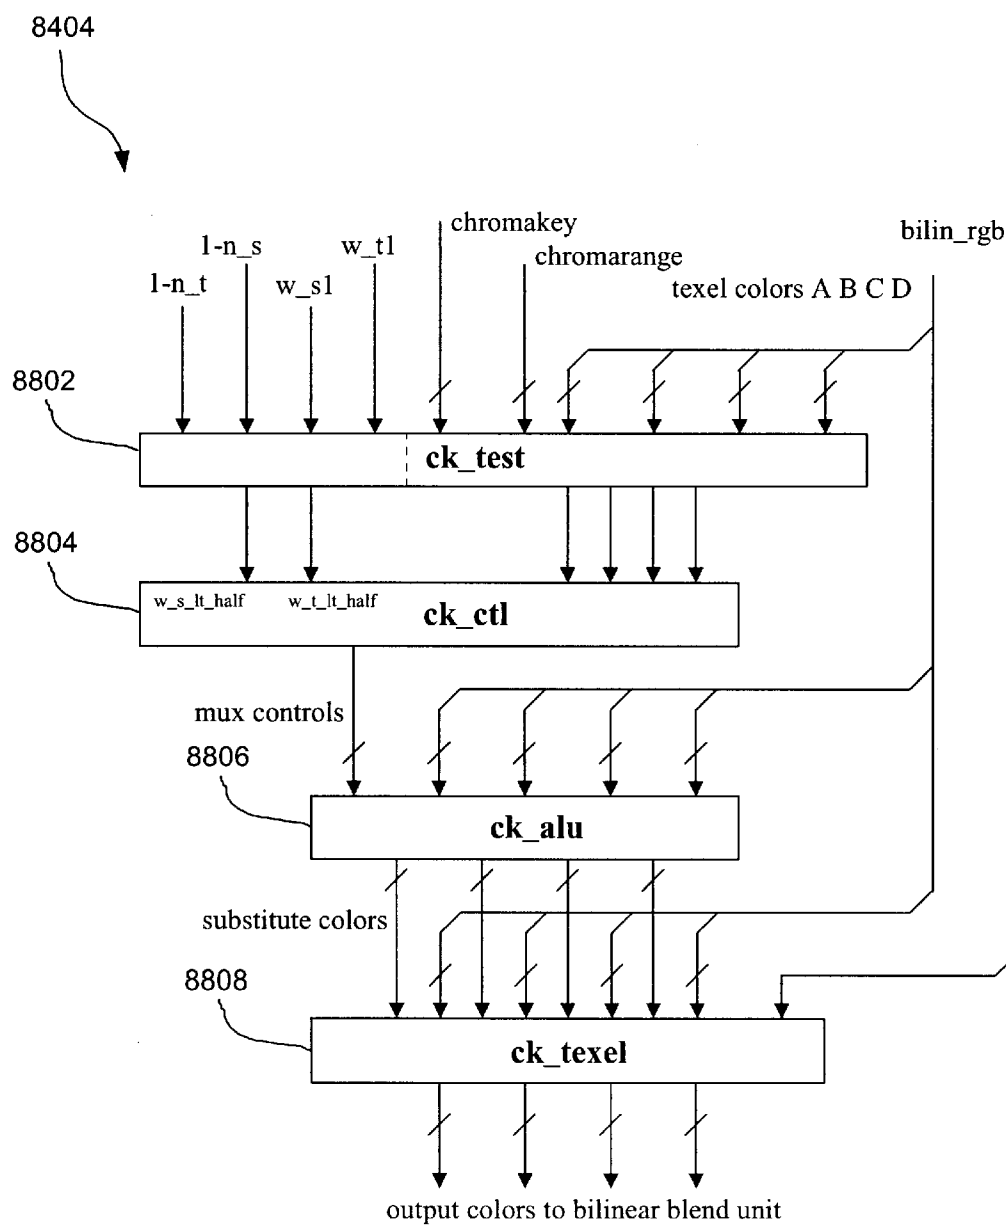 8404
chromakey
1-n_s
w_t1
bilin_rgb
chromarange
1-n_t
w_s1
texel colors A B C D
8802
ck_test
8804
w_s_lt_half
w_t_lt_half
ck_ctl
mux controls
8806
ck_alu
substitute colors
8808
ck_texel
output colors to bilinear blend unit